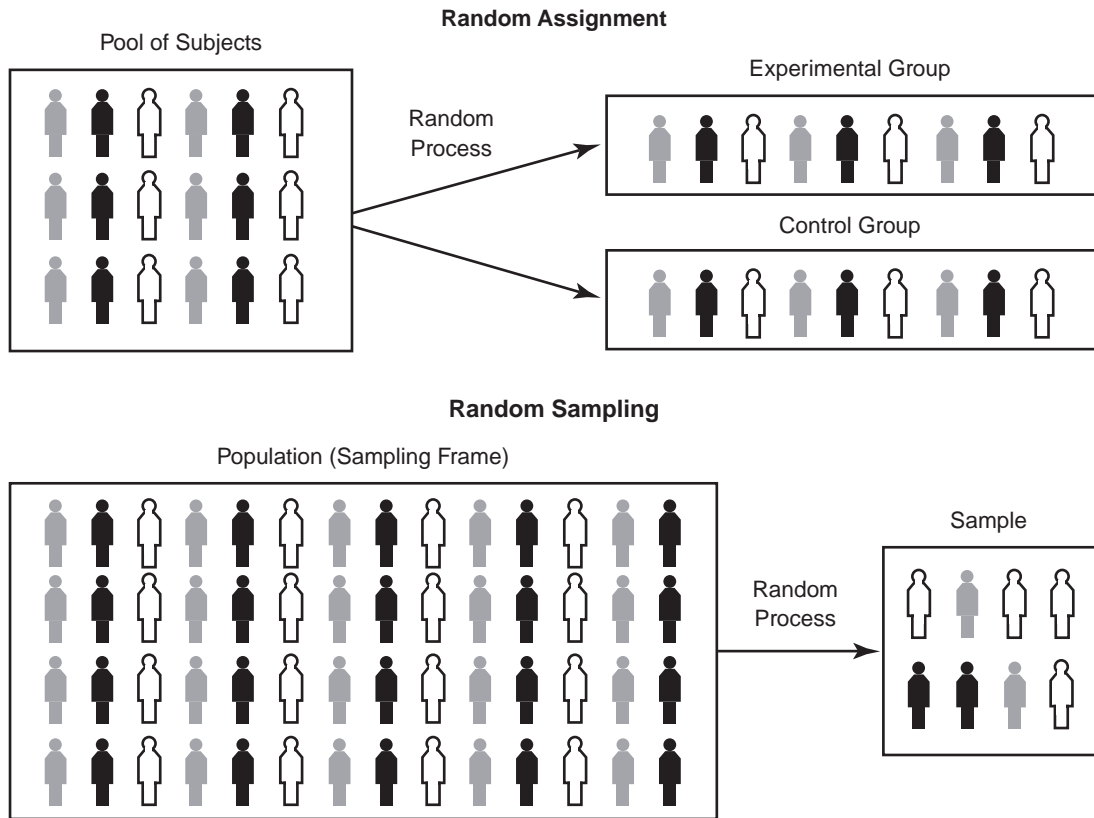 Random Assignment
Pool of Subjects
Experimental Group
Random
Process
Control Group
Random Sampling
Population (Sampling Frame)
Sample
Random
Process